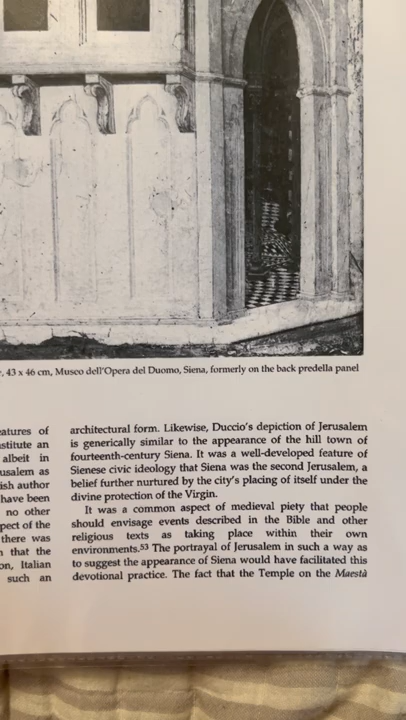 43 x 46 cm, Museo dell'Opera del Duomo, Siena, formerly on the back predella panel
eatures of
stitute an
albeit in
usalem as
ish author
have been
no other
pect of the
there was
that the
on, Italian
such an
architectural form. Likewise, Duccio's depiction of Jerusalem
is generically similar to the appearance of the hill town of
fourteenth-century Siena. It was a well-developed feature of
Sienese civic ideology that Siena was the second Jerusalem, a
belief further nurtured by the city's placing of itself under the
divine protection of the Virgin.
It was a common aspect of medieval piety that people
should envisage events described in the Bible and other
religious texts as taking place within their own
environments.53 The portrayal of Jerusalem in such a way as
to suggest the appearance of Siena would have facilitated this
devotional practice. The fact that the Temple on the Maestà